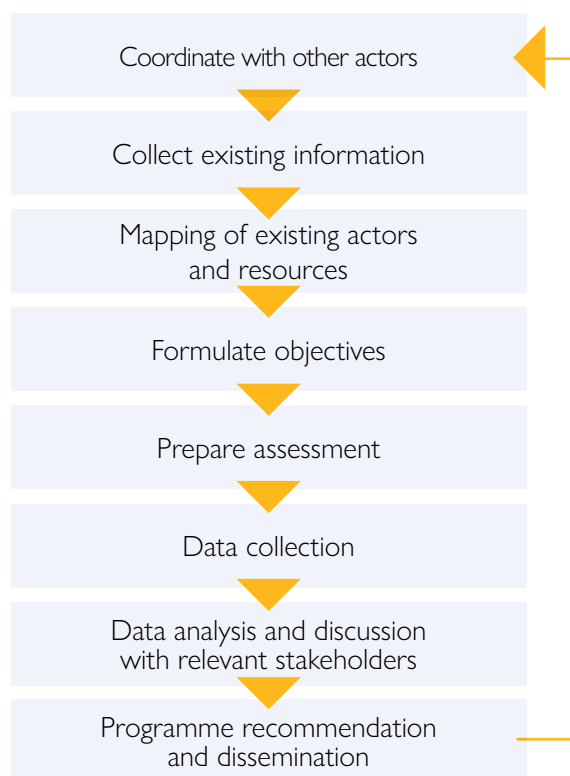 Coordinate with other actors
Collect existing information
Mapping of existing actors
and resources
Formulate objectives
Prepare assessment
Data collection
Data analysis and discussion
with relevant stakeholders
Programme recommendation
and dissemination